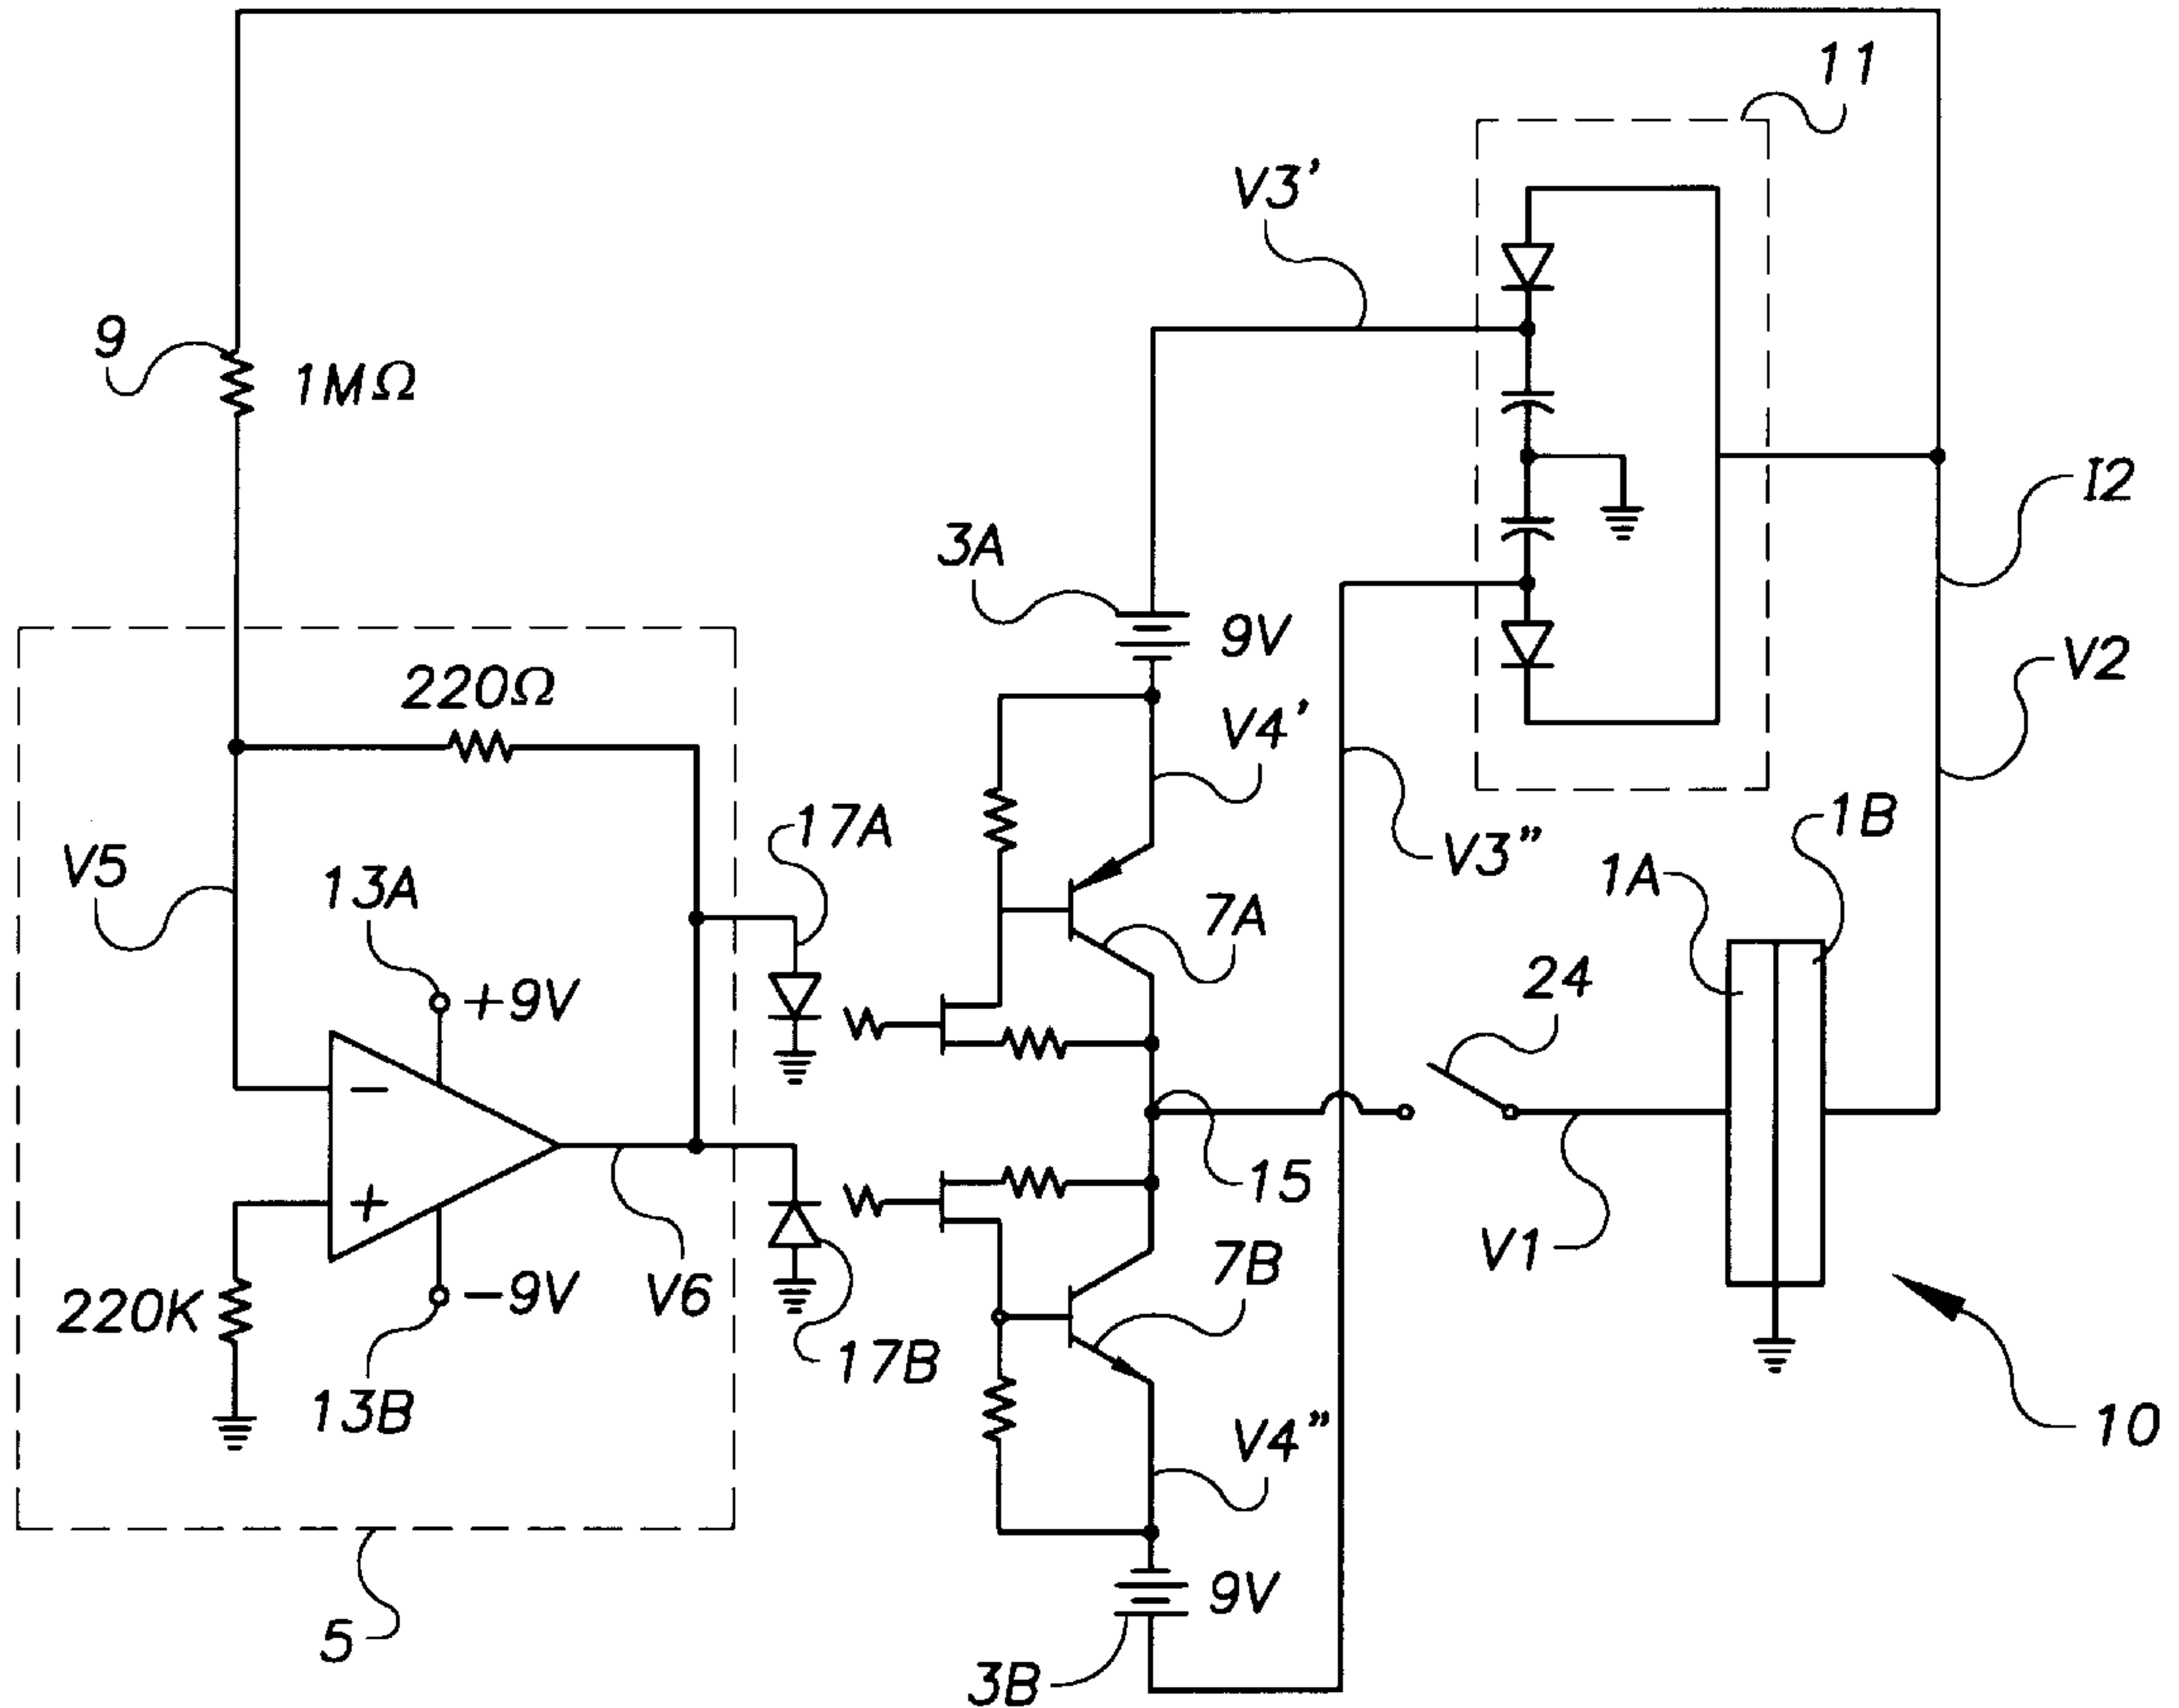 11
V3'
9
1MΩ
I2
3A
9V
V2
220Ω
V4'
17A
1B
V5
13A
V3”
1A
7A
+9V
24
−
15
+
V1
7B
220K
−9V
V6
17B
13B
V4”
10
9V
5
3B